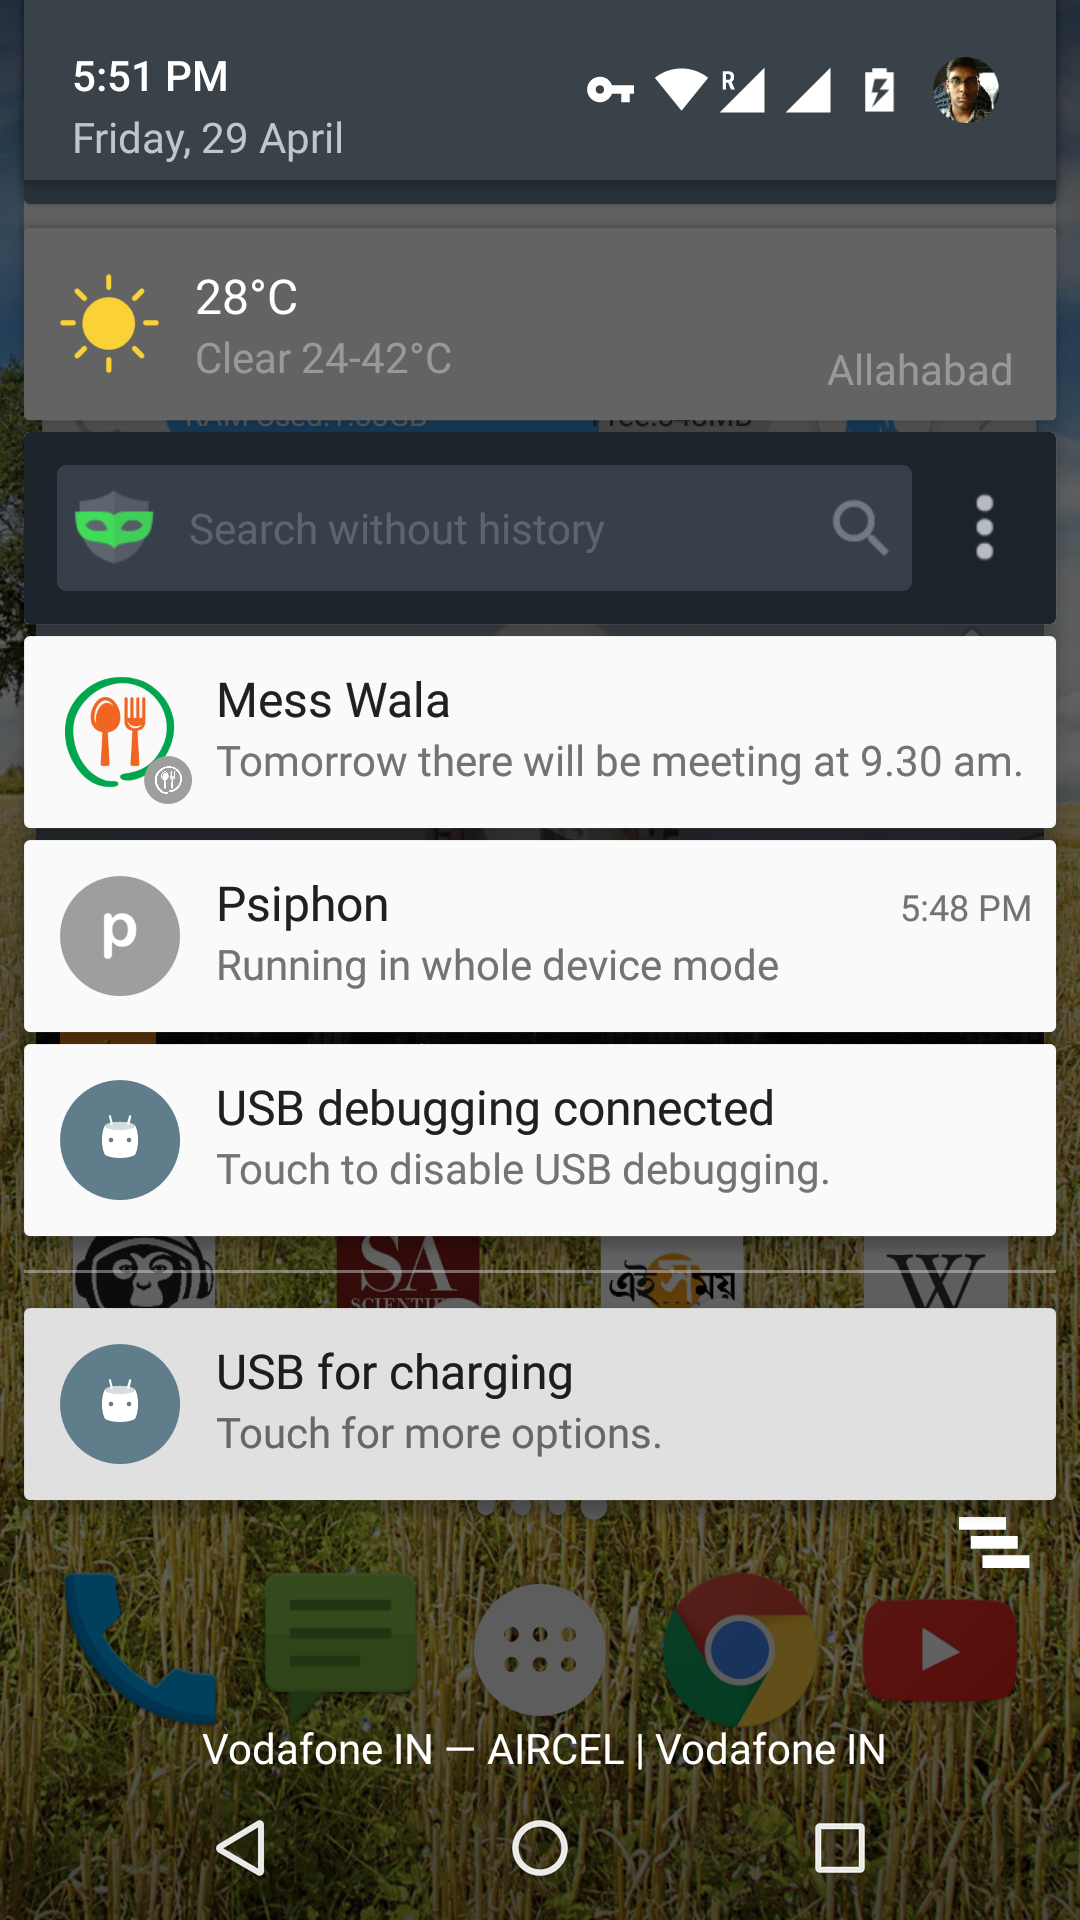 5:51 PM
R
Friday, 29 April
28°C
Clear 24-42°C
Allahabad
Search without history
Mess Wala
Tomorrow there will be meeting at 9.30 am.
Psiphon
5:48 PM
p
Running in whole device mode
USB debugging connected
Touch to disable USB debugging.
SA
এই সময়
W
USB for charging
Touch for more options.
Vodafone IN — AIRCEL | Vodafone IN